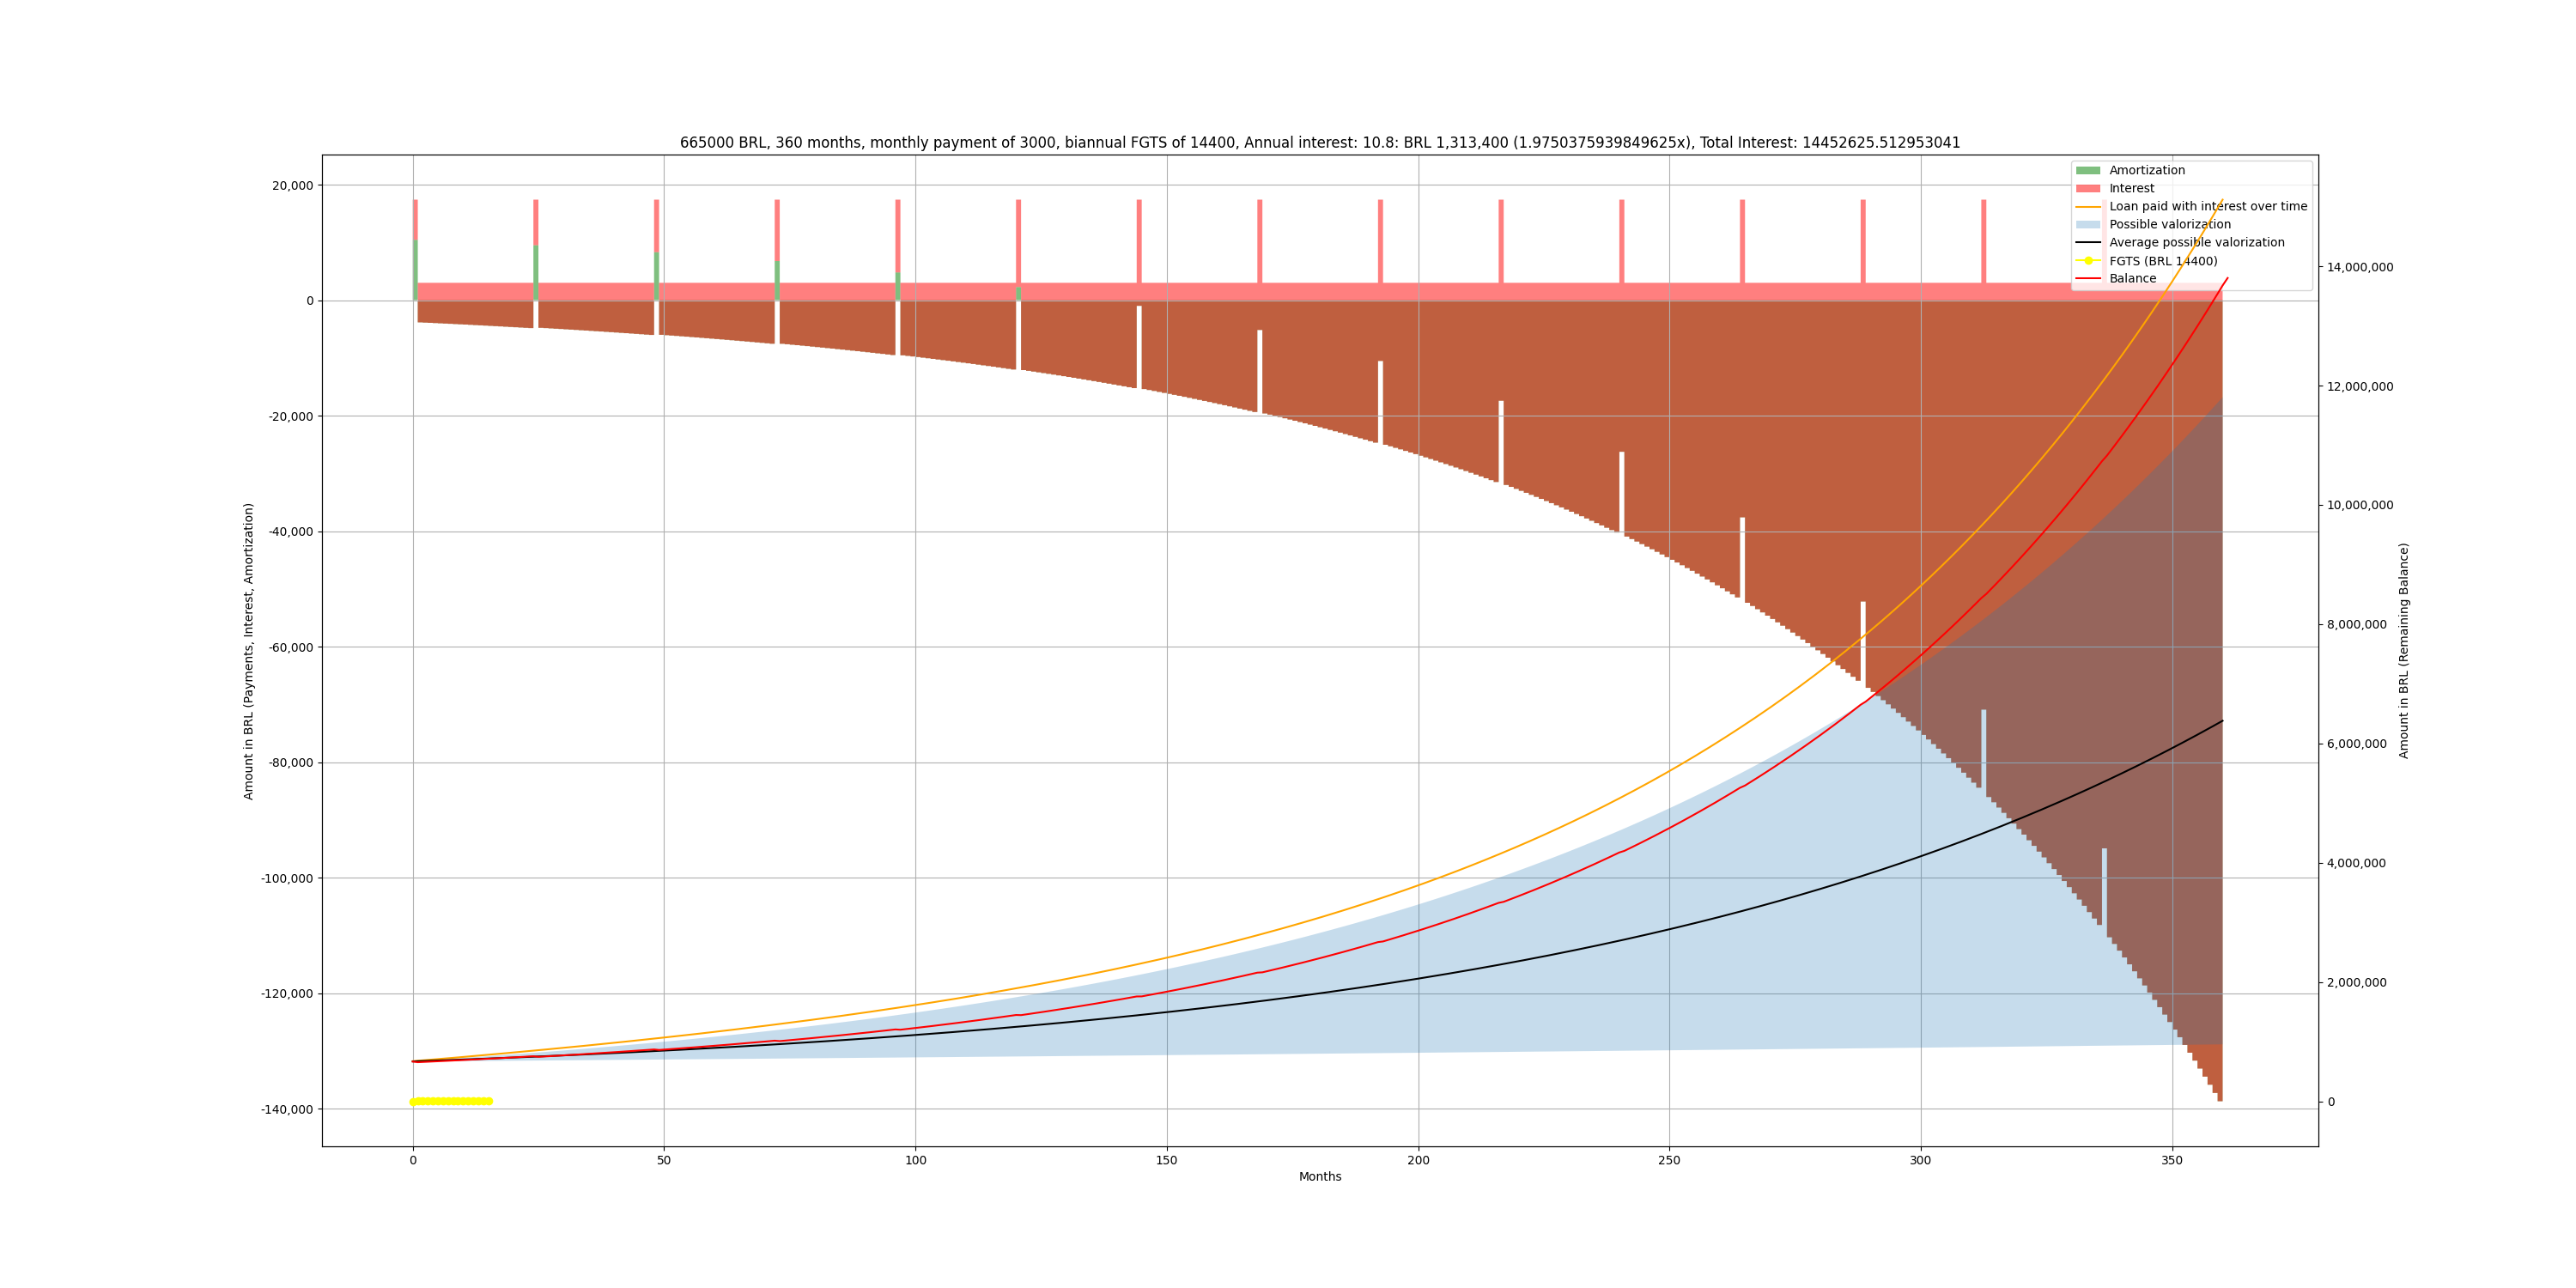 665000 BRL, 360 months, monthly payment of 3000, biannual FGTS of 14400, Annual interest: 10.8: BRL 1,313,400 (1.9750375939849625x), Total Interest: 14452625.512953041
Amortization
Interest
Loan paid with interest over time
Possible valorization
Average possible valorization
FGTS (BRL 14400)
Balance
20,000
0
-20,000
-40,000
-60,000
-80,000
-100,000
-120,000
-140,000
Amount in BRL (Payments, Interest, Amortization)
14,000,000
12,000,000
10,000,000
8,000,000
6,000,000
4,000,000
2,000,000
0
Amount in BRL (Remaining Balance)
0
50
100
150
200
250
300
350
Months